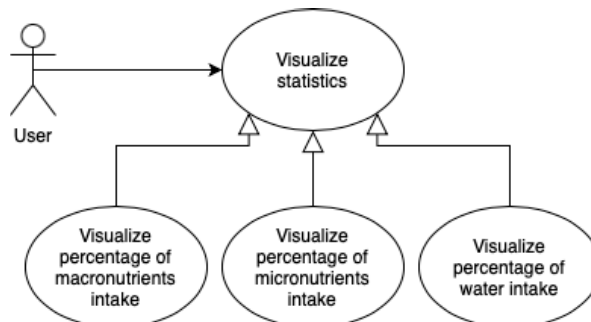 Visualize
statistics
User
Visualize
percentage of
macronutrients
intake
Visualize
percentage of
micronutrients
intake
Visualize
percentage of
water intake